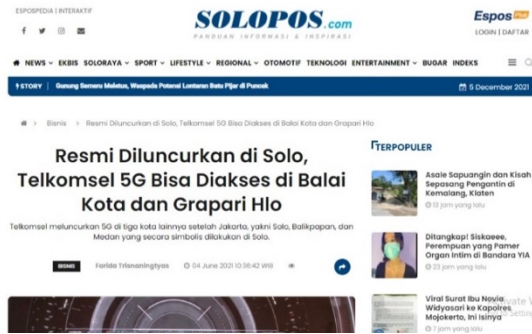 ESPOSPEDIA | INTERAKTIF
SOLOPOS.com
PANDUAN INFORMASI & INSPIRASI
Espos Plus
LOGIN | DAFTAR
NEWS EKBIS SOLORAYA SPORT LIFESTYLE REGIONAL OTOMOTIF TEKNOLOGI ENTERTAINMENT BUGAR INDEKS
STORY Gunung Semeru Meletus, Waspada Potensi Lontaran Batu Pijar di Puncak
5 December 2021
Bisnis > Resmi Diluncurkan di Solo, Telkomsel 5G Bisa Diakses di Balai Kota dan Grapari Hlo
Resmi Diluncurkan di Solo,
Telkomsel 5G Bisa Diakses di Balai
Kota dan Grapari Hlo
Telkomsel meluncurkan 5G di tiga kota lainnya setelah Jakarta, yakni Solo, Balikpapan, dan
Medan yang secara simbolis dilakukan di Solo.
BISNIS Farida Trisnaningtyas 04 June 2021 10:36:42 WIB
TERPOPULER
Asale Sapuangin dan Kisah
Sepasang Pengantin di
Kemalang, Klaten
13 jam yang lalu
Ditangkap! Siskaeee,
Perempuan yang Pamer
Organ Intim di Bandara YIA
23 jam yang lalu
Viral Surat Ibu Novia
Widyasari ke Kapolres
Mojokerto, Ini Isinya
7 jam yang lalu